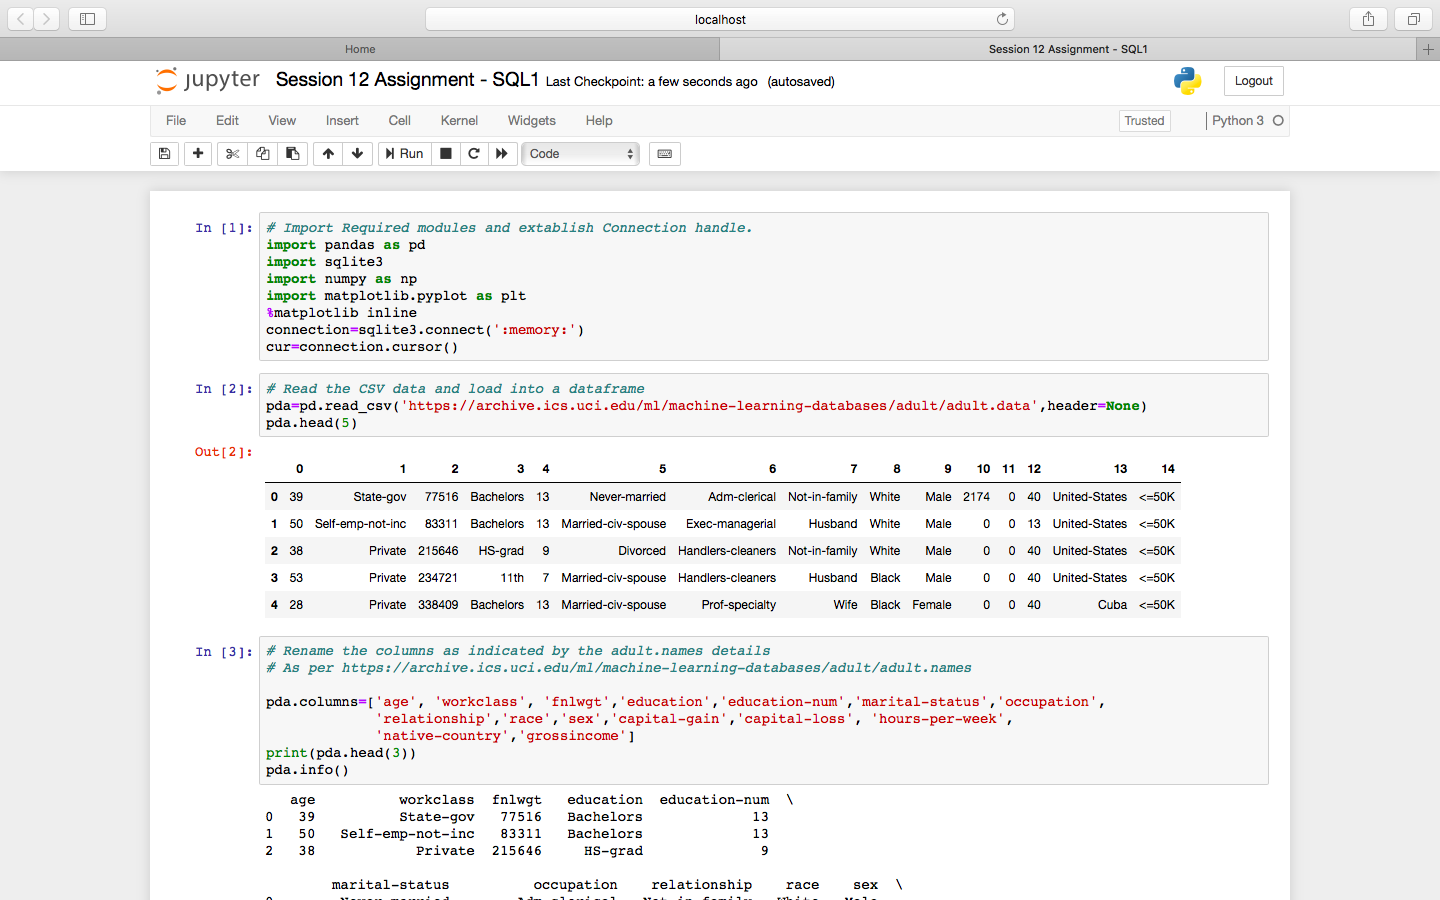 localhost
Home
Session 12 Assignment - SQL1
jupyter Session 12 Assignment - SQL1 Last Checkpoint: a few seconds ago (autosaved)
Logout
File Edit View Insert Cell Kernel Widgets Help
Trusted
Python 3
Run
Code
In [1]:
# Import Required modules and extablish Connection handle.
import pandas as pd
import sqlite3
import numpy as np
import matplotlib.pyplot as plt
%matplotlib inline
connection=sqlite3.connect(':memory:')
cur=connection.cursor()
In [2]:
# Read the CSV data and load into a dataframe
pda=pd.read_csv('https://archive.ics.uci.edu/ml/machine-learning-databases/adult/adult.data',header=None)
pda.head(5)
Out[2]:
0 1 2 3 4 5 6 7 8 9 10 11 12 13 14
0 39 State-gov 77516 Bachelors 13 Never-married Adm-clerical Not-in-family White Male 2174 0 40 United-States <=50K
1 50 Self-emp-not-inc 83311 Bachelors 13 Married-civ-spouse Exec-managerial Husband White Male 0 0 13 United-States <=50K
2 38 Private 215646 HS-grad 9 Divorced Handlers-cleaners Not-in-family White Male 0 0 40 United-States <=50K
3 53 Private 234721 11th 7 Married-civ-spouse Handlers-cleaners Husband Black Male 0 0 40 United-States <=50K
4 28 Private 338409 Bachelors 13 Married-civ-spouse Prof-specialty Wife Black Female 0 0 40 Cuba <=50K
In [3]:
# Rename the columns as indicated by the adult.names details
# As per https://archive.ics.uci.edu/ml/machine-learning-databases/adult/adult.names
pda.columns=['age', 'workclass', 'fnlwgt','education','education-num','marital-status','occupation',
'relationship','race','sex','capital-gain','capital-loss', 'hours-per-week',
'native-country','grossincome']
print(pda.head(3))
pda.info()
age workclass fnlwgt education education-num \
0 39 State-gov 77516 Bachelors 13
1 50 Self-emp-not-inc 83311 Bachelors 13
2 38 Private 215646 HS-grad 9
marital-status occupation relationship race sex \